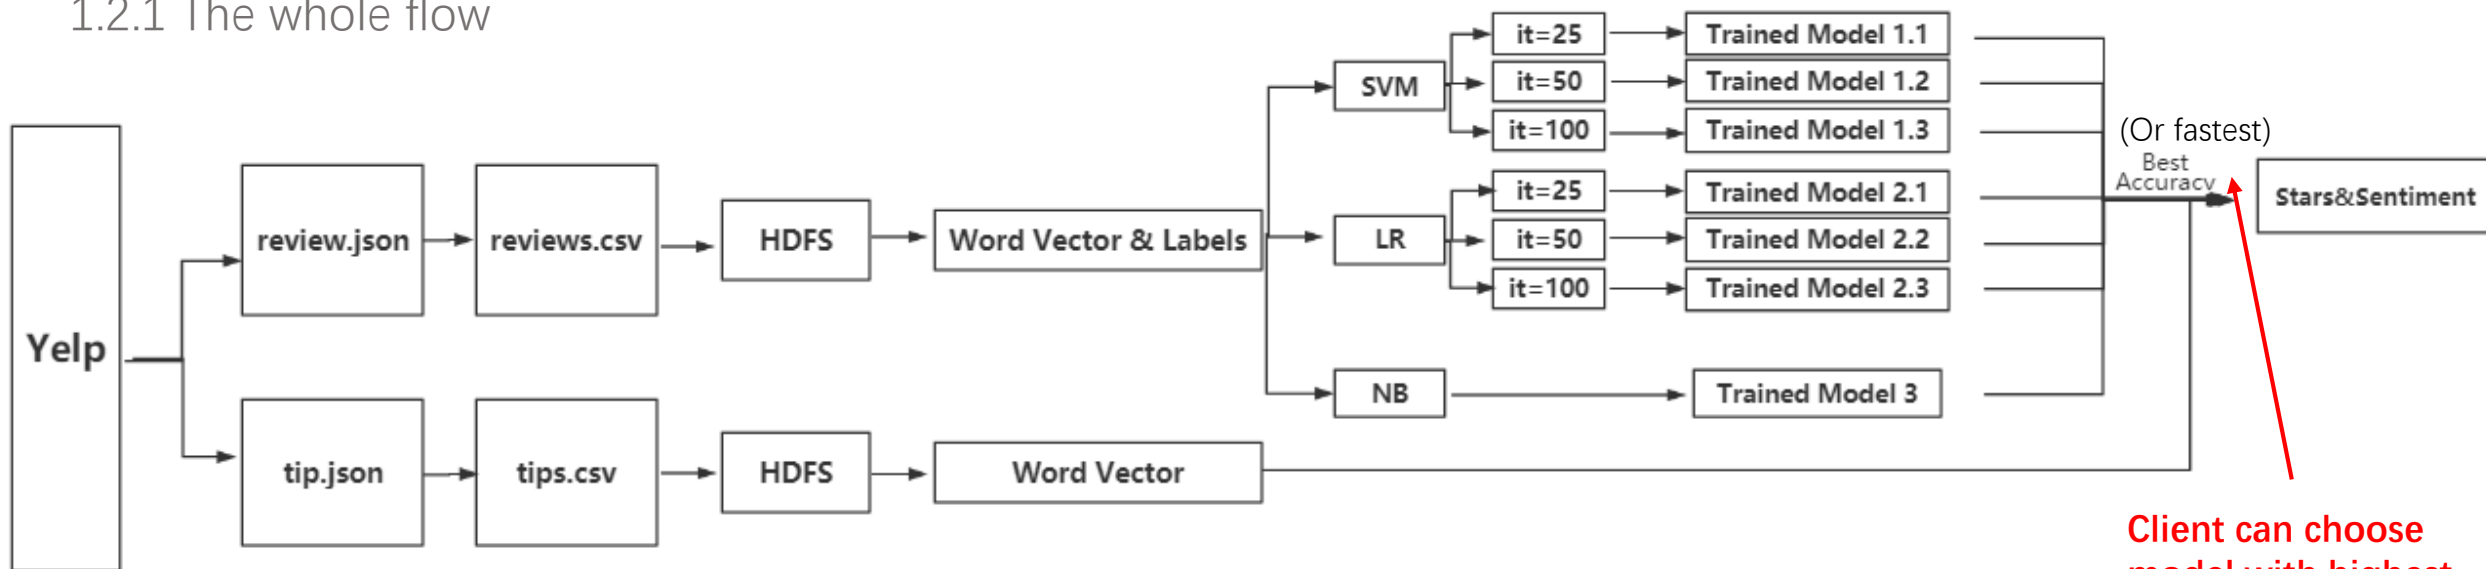 1.2.1 The whole flow
Yelp
review.json
reviews.csv
HDFS
Word Vector & Labels
SVM
it=25
Trained Model 1.1
it=50
Trained Model 1.2
it=100
Trained Model 1.3
LR
it=25
Trained Model 2.1
it=50
Trained Model 2.2
it=100
Trained Model 2.3
NB
Trained Model 3
tip.json
tips.csv
HDFS
Word Vector
(Or fastest)
Best
Accuracy
Stars&Sentiment
Client can choose
model with highest